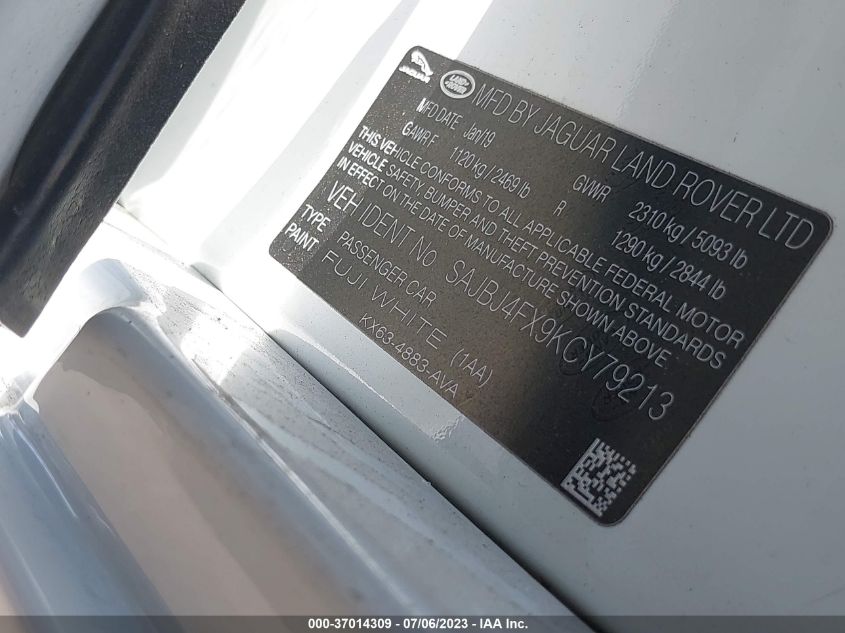 JAGUAR
LAND ROVER
MFD BY JAGUAR LAND ROVER LTD
MFD DATE Jan/19 GVWR 2310 kg / 5093 lb
GAWR F 1120 kg / 2469 lb R 1290 kg / 2844 lb
THIS VEHICLE CONFORMS TO ALL APPLICABLE FEDERAL MOTOR
VEHICLE SAFETY, BUMPER AND THEFT PREVENTION STANDARDS
IN EFFECT ON THE DATE OF MANUFACTURE SHOWN ABOVE.
VEH IDENT No. SAJBJ4FX9KCY79213
TYPE PASSENGER CAR
PAINT FUJI WHITE (1AA)
KX63-4883-AVA
000-37014309 - 07/06/2023 - IAA Inc.